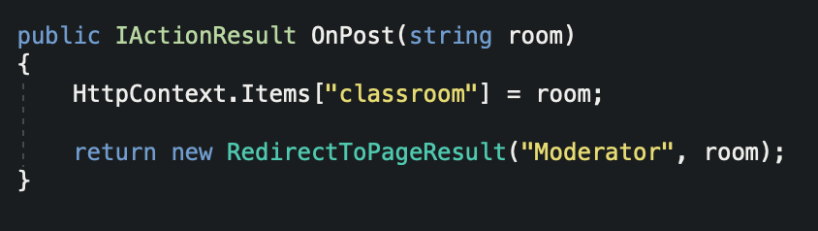 public IActionResult OnPost(string room)
{
    HttpContext.Items["classroom"] = room;

    return new RedirectToPageResult("Moderator", room);
}